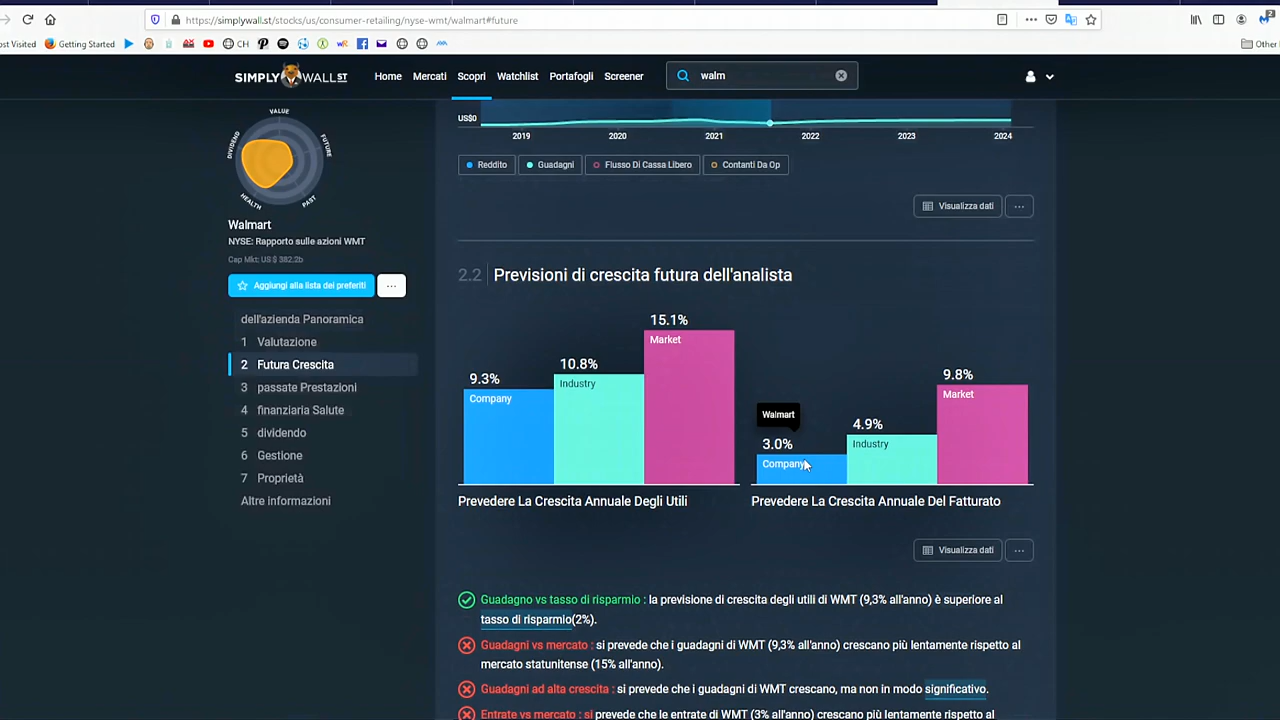 https://simplywall.st/stocks/us/consumer-retailing/nyse-wmt/walmart#future
ost Visited
Getting Started
CH
Other
SIMPLY WALL ST
Home Mercati Scopri Watchlist Portafogli Screener
walm
VALUE
FUTURE
PAST
HEALTH
DIVIDEND
Walmart
NYSE: Rapporto sulle azioni WMT
Cap Mkt: US$ 382.2b
Aggiungi alla lista dei preferiti
...
dell'azienda Panoramica
1 Valutazione
2 Futura Crescita
3 passate Prestazioni
4 finanziaria Salute
5 dividendo
6 Gestione
7 Proprietà
Altre informazioni
US$0
2019 2020 2021 2022 2023 2024
Reddito Guadagni Flusso Di Cassa Libero Contanti Da Op
Visualizza dati ...
2.2 Previsioni di crescita futura dell'analista
9.3%
Company
10.8%
Industry
15.1%
Market
Prevedere La Crescita Annuale Degli Utili
Walmart
3.0%
Company
4.9%
Industry
9.8%
Market
Prevedere La Crescita Annuale Del Fatturato
Visualizza dati ...
Guadagno vs tasso di risparmio : la previsione di crescita degli utili di WMT (9,3% all'anno) è superiore al
tasso di risparmio(2%).
Guadagni vs mercato : si prevede che i guadagni di WMT (9,3% all'anno) crescano più lentamente rispetto al
mercato statunitense (15% all'anno).
Guadagni ad alta crescita : si prevede che i guadagni di WMT crescano, ma non in modo significativo.
Entrate vs mercato : si prevede che le entrate di WMT (3% all'anno) crescano più lentamente rispetto al